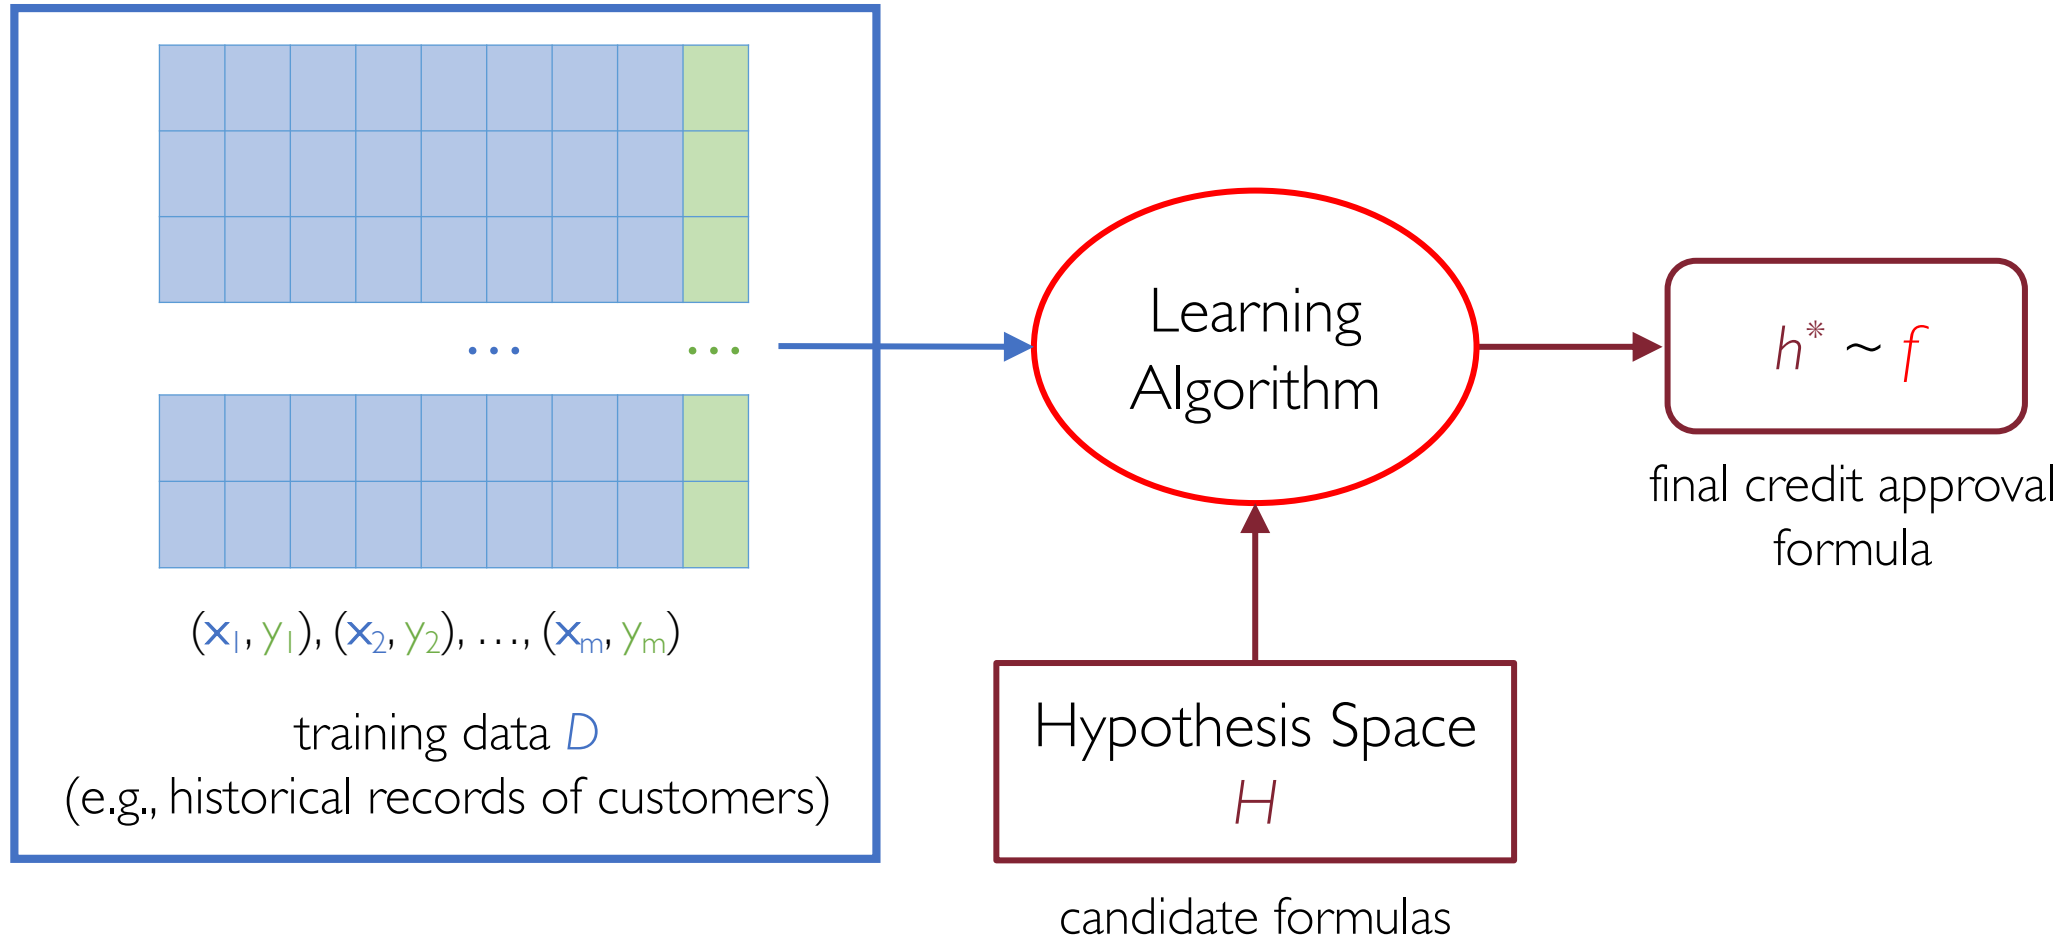 ... ...
(x1, y1), (x2, y2), ..., (xm, ym)
training data D
(e.g., historical records of customers)
Learning
Algorithm
Hypothesis Space
H
candidate formulas
h* ~ f
final credit approval
formula